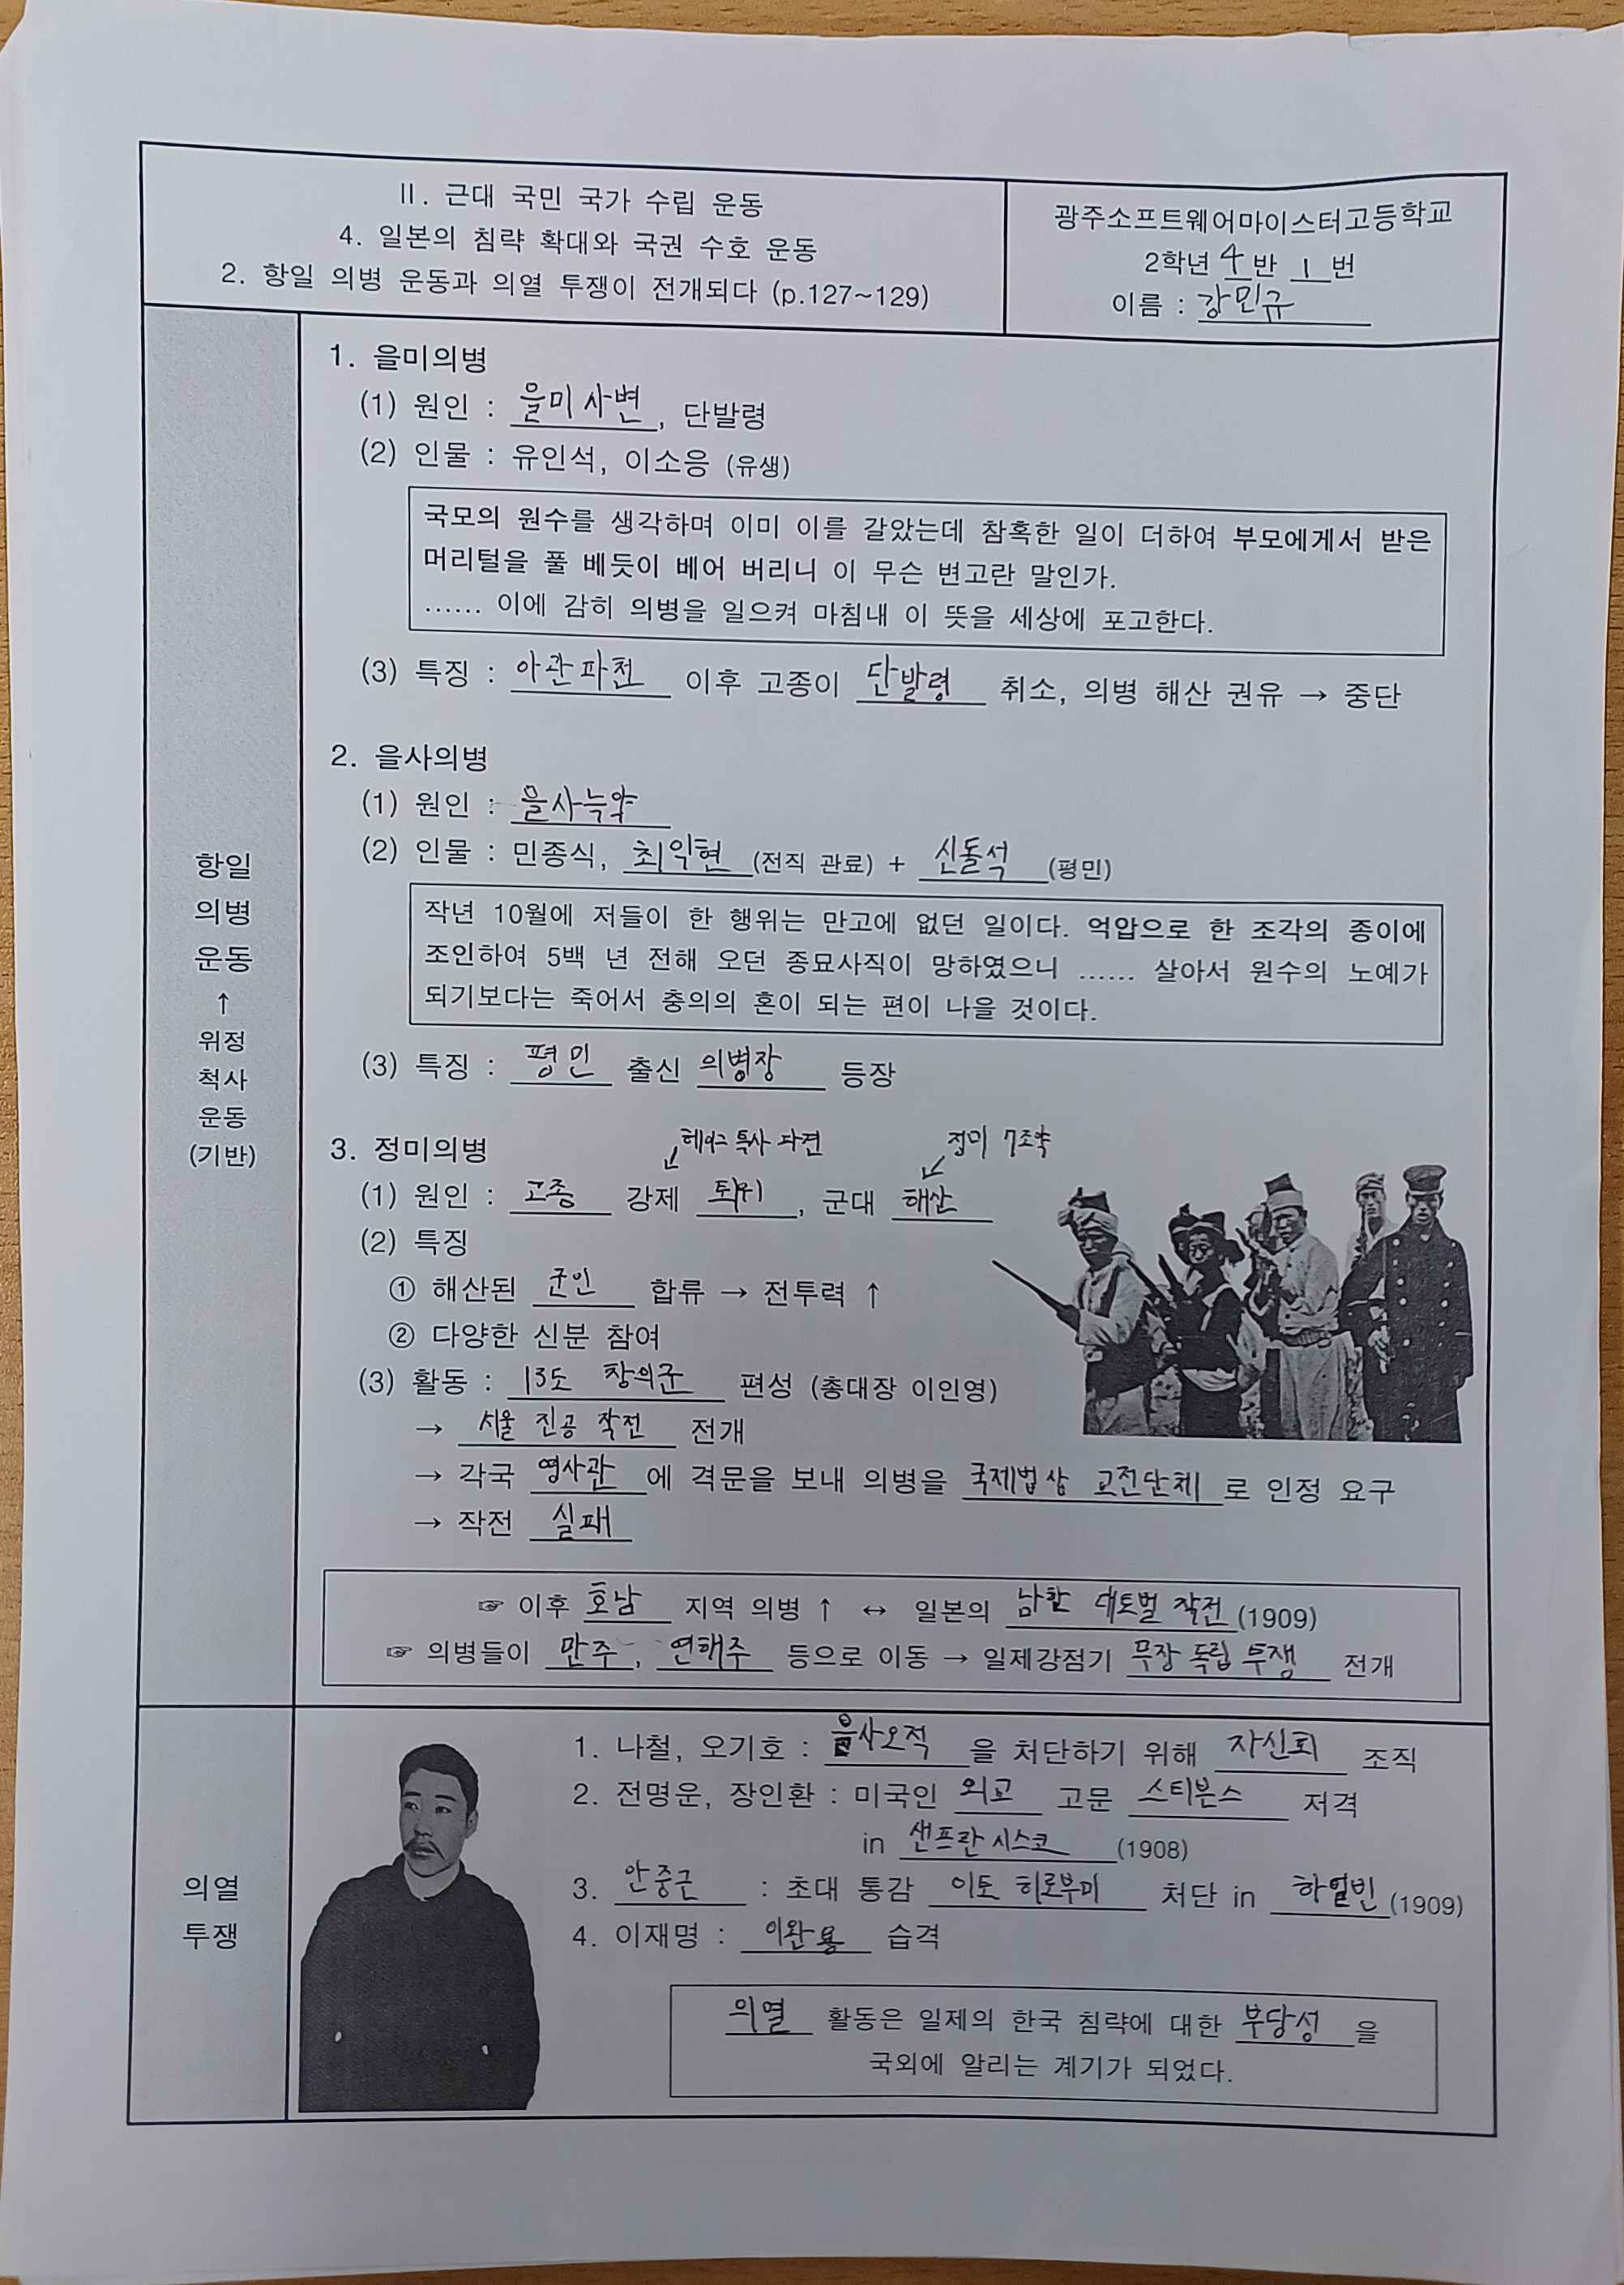 II. 근대 국민 국가 수립 운동
4. 일본의 침략 확대와 국권 수호 운동
2. 항일 의병 운동과 의열 투쟁이 전개되다 (p.127~129)
광주소프트웨어마이스터고등학교
2학년 4반 1번
이름 : 강민규
항일
의병
운동
↑
위정
척사
운동
(기반)
1. 을미의병
(1) 원인 : 을미사변, 단발령
(2) 인물 : 유인석, 이소응 (유생)
국모의 원수를 생각하며 이미 이를 갈았는데 참혹한 일이 더하여 부모에게서 받은
머리털을 풀 베듯이 베어 버리니 이 무슨 변고란 말인가.
…… 이에 감히 의병을 일으켜 마침내 이 뜻을 세상에 포고한다.
(3) 특징 : 아관파천 이후 고종이 단발령 취소, 의병 해산 권유 → 중단
2. 을사의병
(1) 원인 : 을사늑약
(2) 인물 : 민종식, 최익현 (전직 관료) + 신돌석 (평민)
작년 10월에 저들이 한 행위는 만고에 없던 일이다. 억압으로 한 조각의 종이에
조인하여 5백 년 전해 오던 종묘사직이 망하였으니 …… 살아서 원수의 노예가
되기보다는 죽어서 충의의 혼이 되는 편이 나을 것이다.
(3) 특징 : 평민 출신 의병장 등장
3. 정미의병
헤이그 특사 파견
정미 7조약
(1) 원인 : 고종 강제 퇴위, 군대 해산
(2) 특징
① 해산된 군인 합류 → 전투력 ↑
② 다양한 신분 참여
(3) 활동 : 13도 창의군 편성 (총대장 이인영)
→ 서울 진공 작전 전개
→ 각국 영사관에 격문을 보내 의병을 국제법상 교전단체로 인정 요구
→ 작전 실패
☞ 이후 호남 지역 의병 ↑ ↔ 일본의 남한 대토벌 작전 (1909)
☞ 의병들이 만주, 연해주 등으로 이동 → 일제강점기 무장 독립 투쟁 전개
의열
투쟁
1. 나철, 오기호 : 을사오적을 처단하기 위해 자신회 조직
2. 전명운, 장인환 : 미국인 외교 고문 스티븐스 저격
in 샌프란시스코 (1908)
3. 안중근 : 초대 통감 이토 히로부미 처단 in 하얼빈 (1909)
4. 이재명 : 이완용 습격
의열 활동은 일제의 한국 침략에 대한 부당성을
국외에 알리는 계기가 되었다.